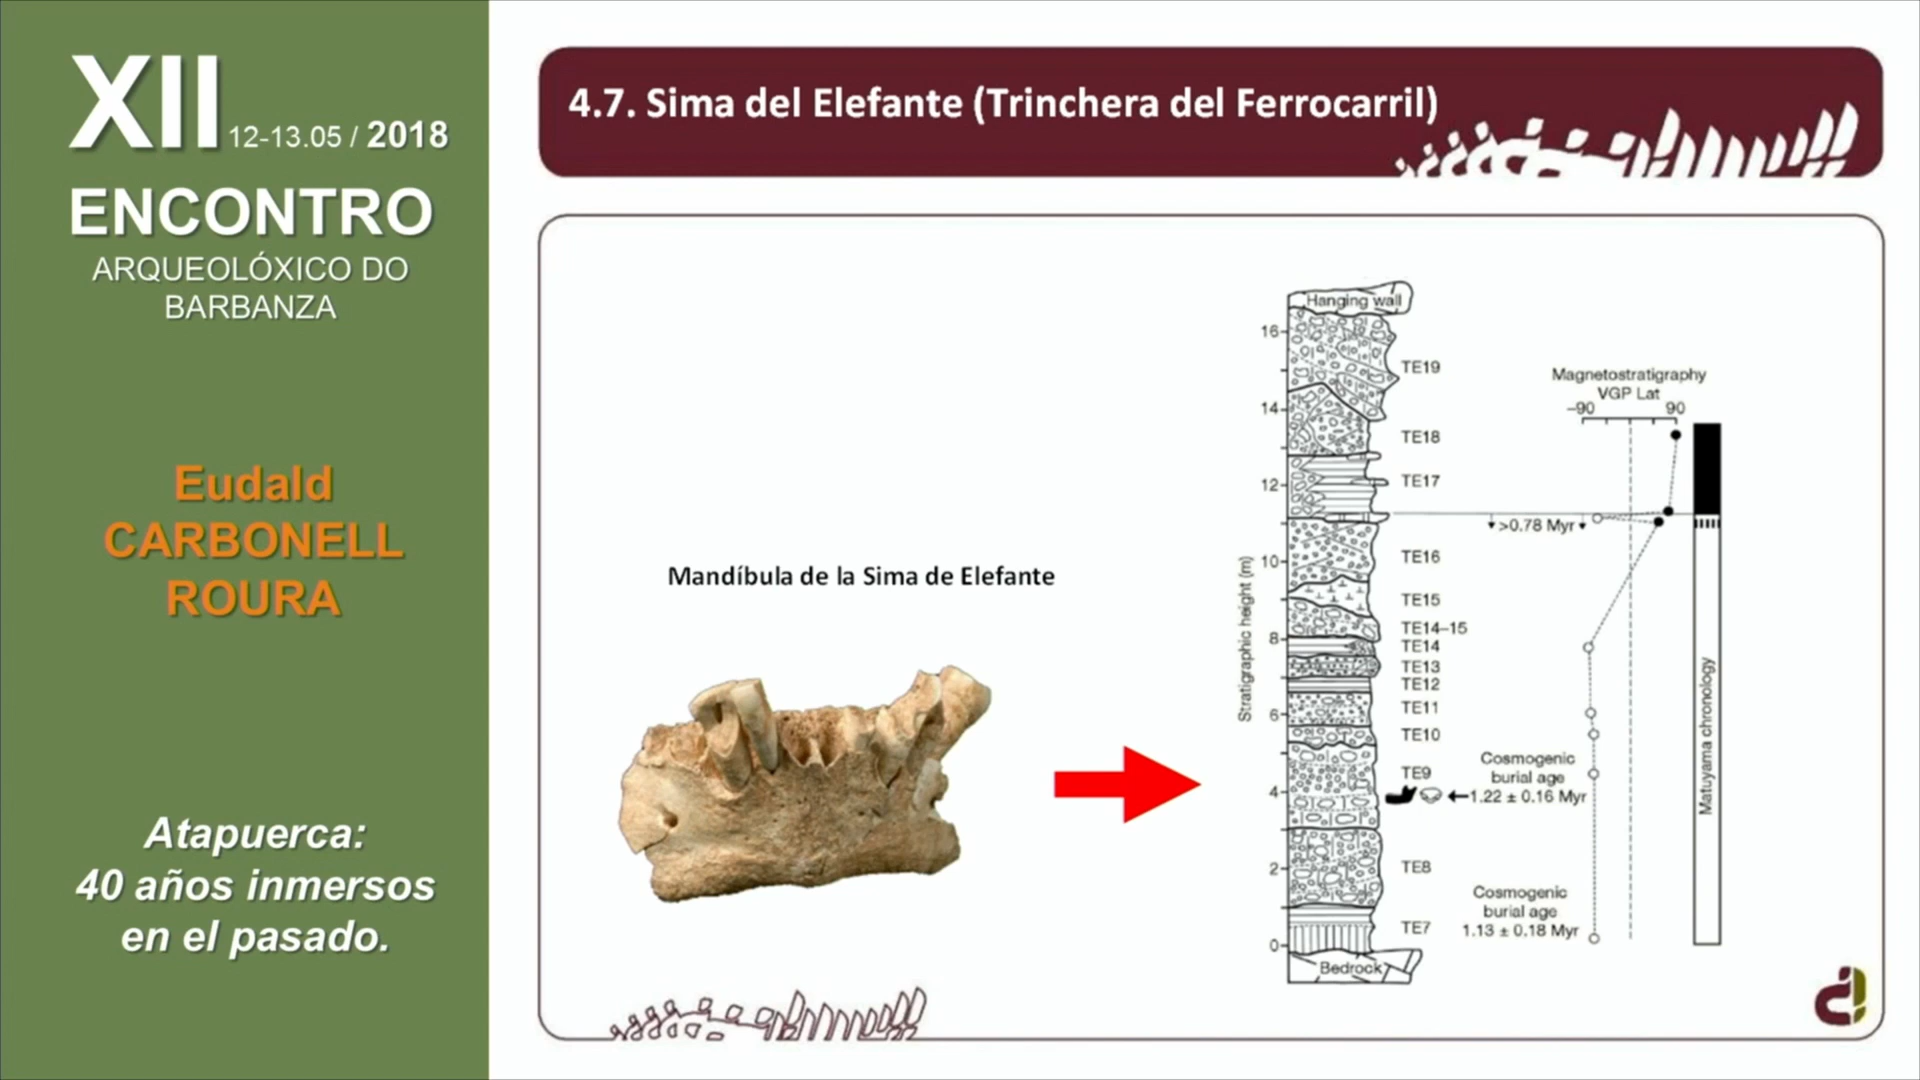 XII 12-13.05 / 2018
ENCONTRO
ARQUEOLÓXICO DO
BARBANZA
Eudald
CARBONELL
ROURA
Atapuerca:
40 años inmersos
en el pasado.
4.7. Sima del Elefante (Trinchera del Ferrocarril)
Mandíbula de la Sima de Elefante
Stratigraphic height (m)
16
14
12
10
8
6
4
2
0
Hanging wall
TE19
TE18
TE17
TE16
TE15
TE14–15
TE14
TE13
TE12
TE11
TE10
TE9
TE8
TE7
Bedrock
Magnetostratigraphy
VGP Lat
–90 90
>0.78 Myr
Cosmogenic
burial age
1.22 ± 0.16 Myr
Cosmogenic
burial age
1.13 ± 0.18 Myr
Matuyama chronology